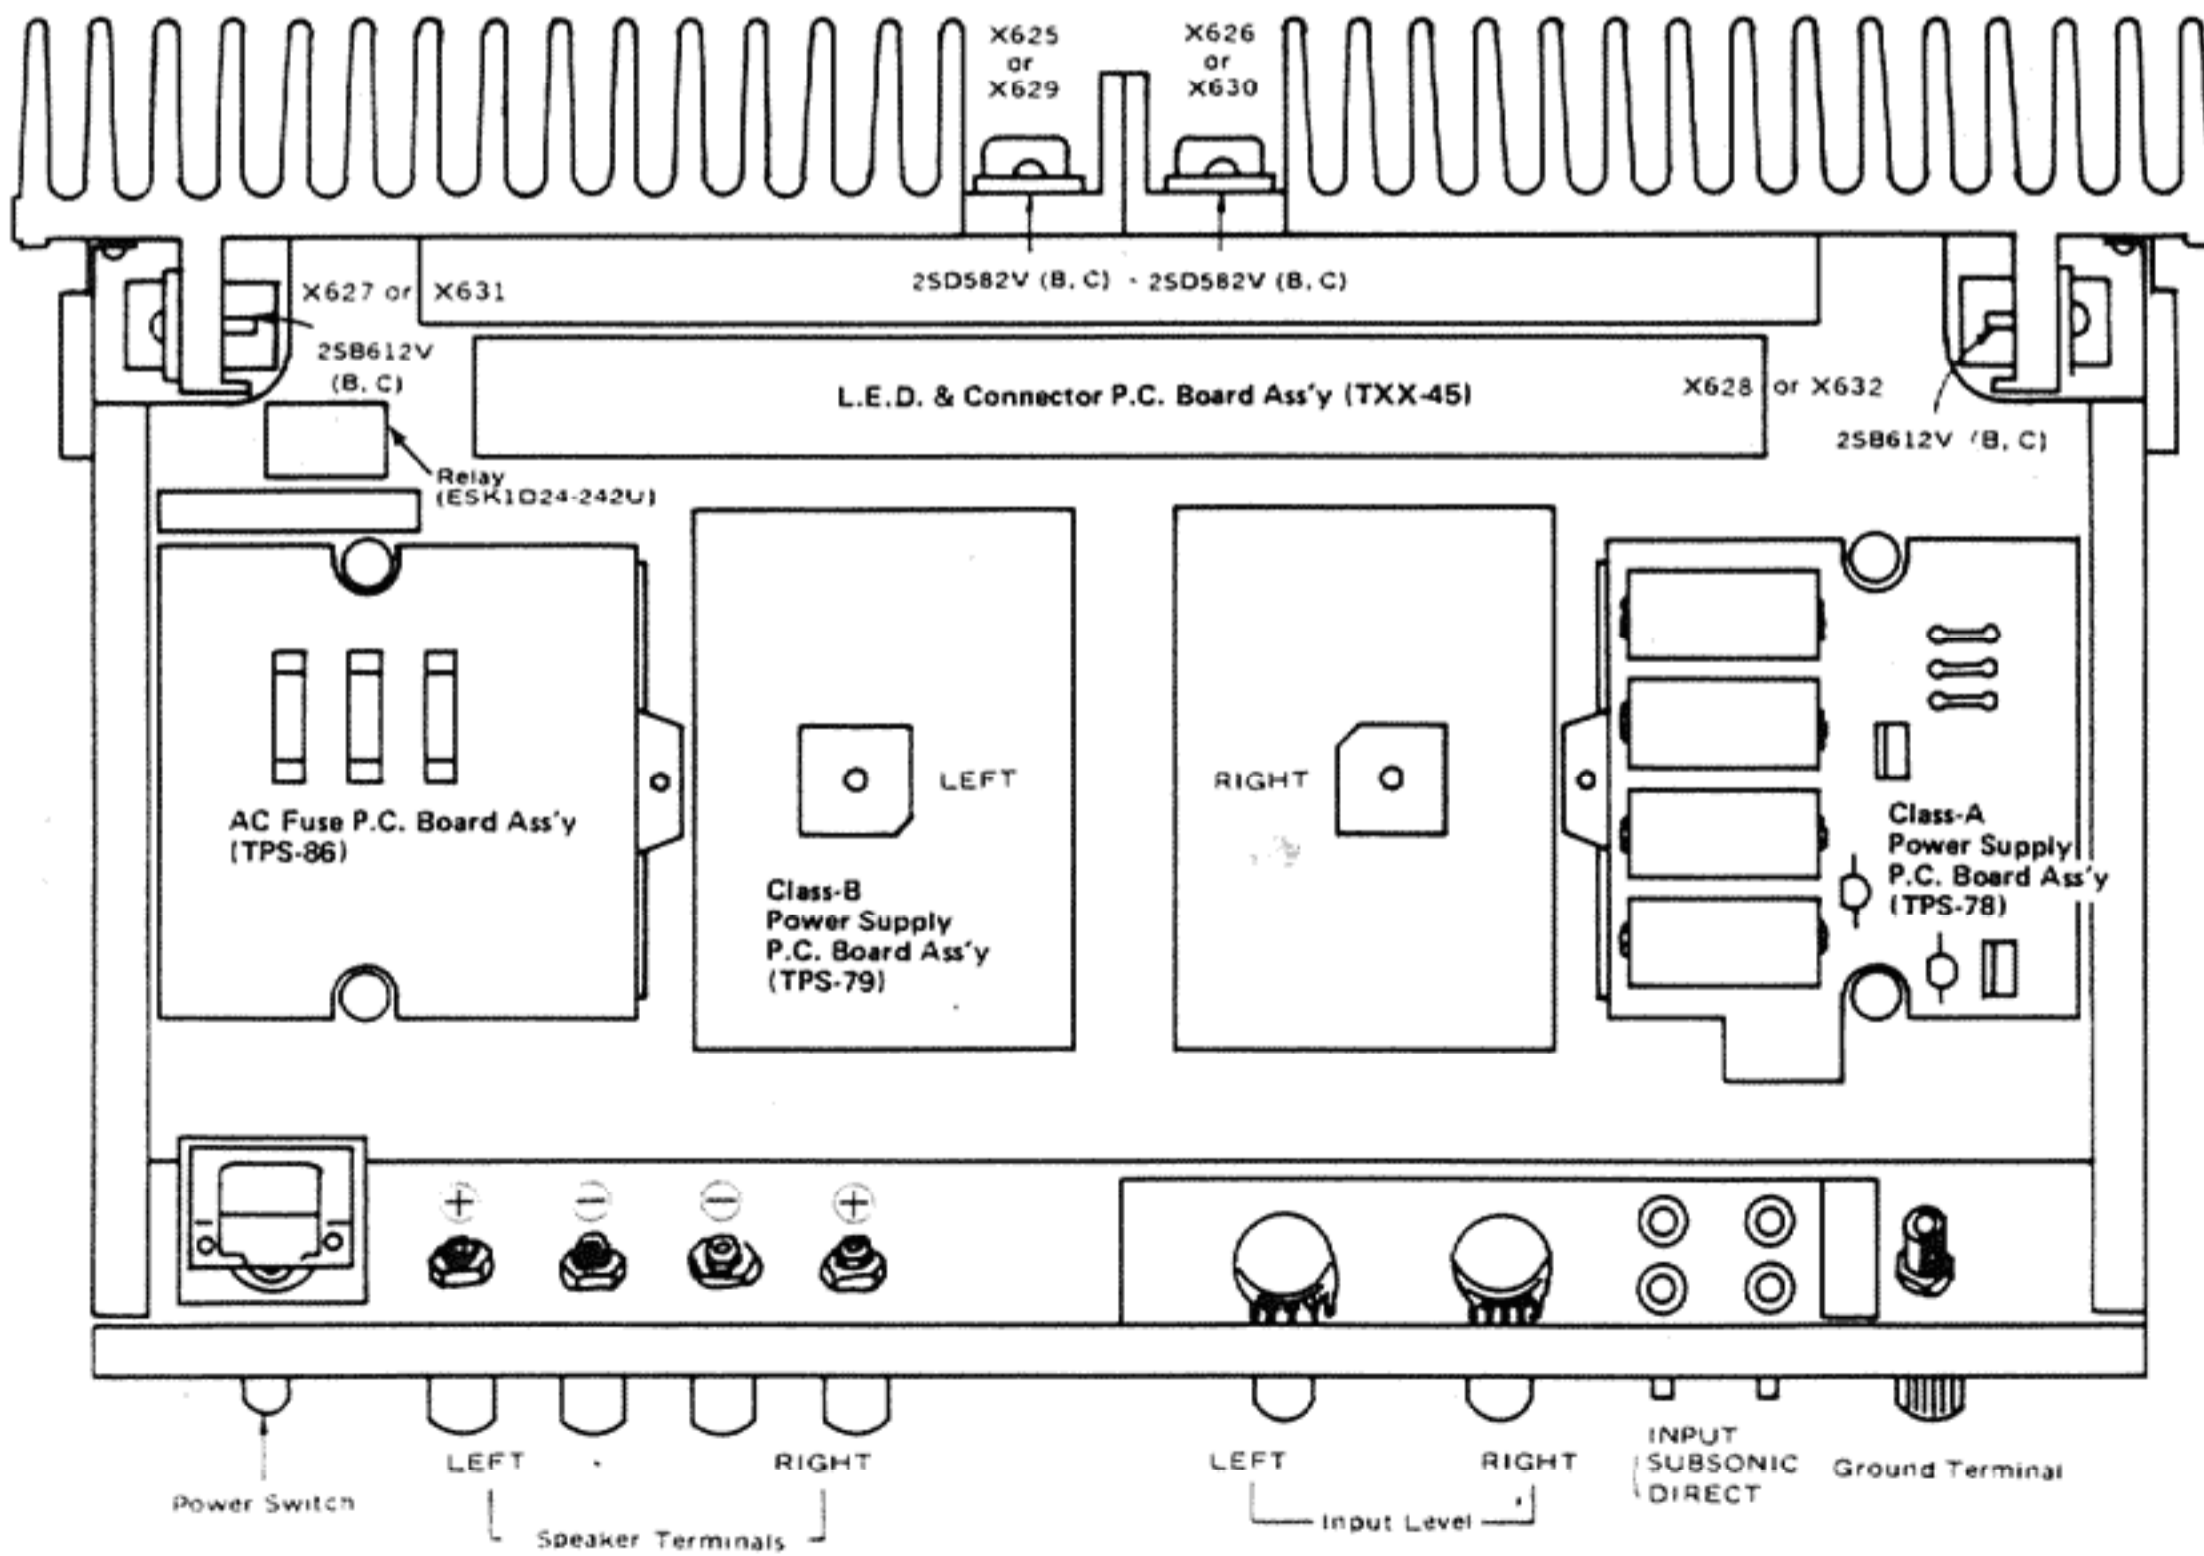 X625
or
X629
X626
or
X630
2SD582V (B, C) - 2SD582V (B, C)
X627 or X631
2SB612V
(B, C)
L.E.D. & Connector P.C. Board Ass'y (TXX-45)
X628 or X632
2SB612V (B, C)
Relay
(ESK1D24-242U)
AC Fuse P.C. Board Ass'y
(TPS-86)
LEFT
Class-B
Power Supply
P.C. Board Ass'y
(TPS-79)
RIGHT
Class-A
Power Supply
P.C. Board Ass'y
(TPS-78)
+ − − +
Power Switch
LEFT
RIGHT
Speaker Terminals
LEFT
RIGHT
Input Level
INPUT
SUBSONIC
DIRECT
Ground Terminal